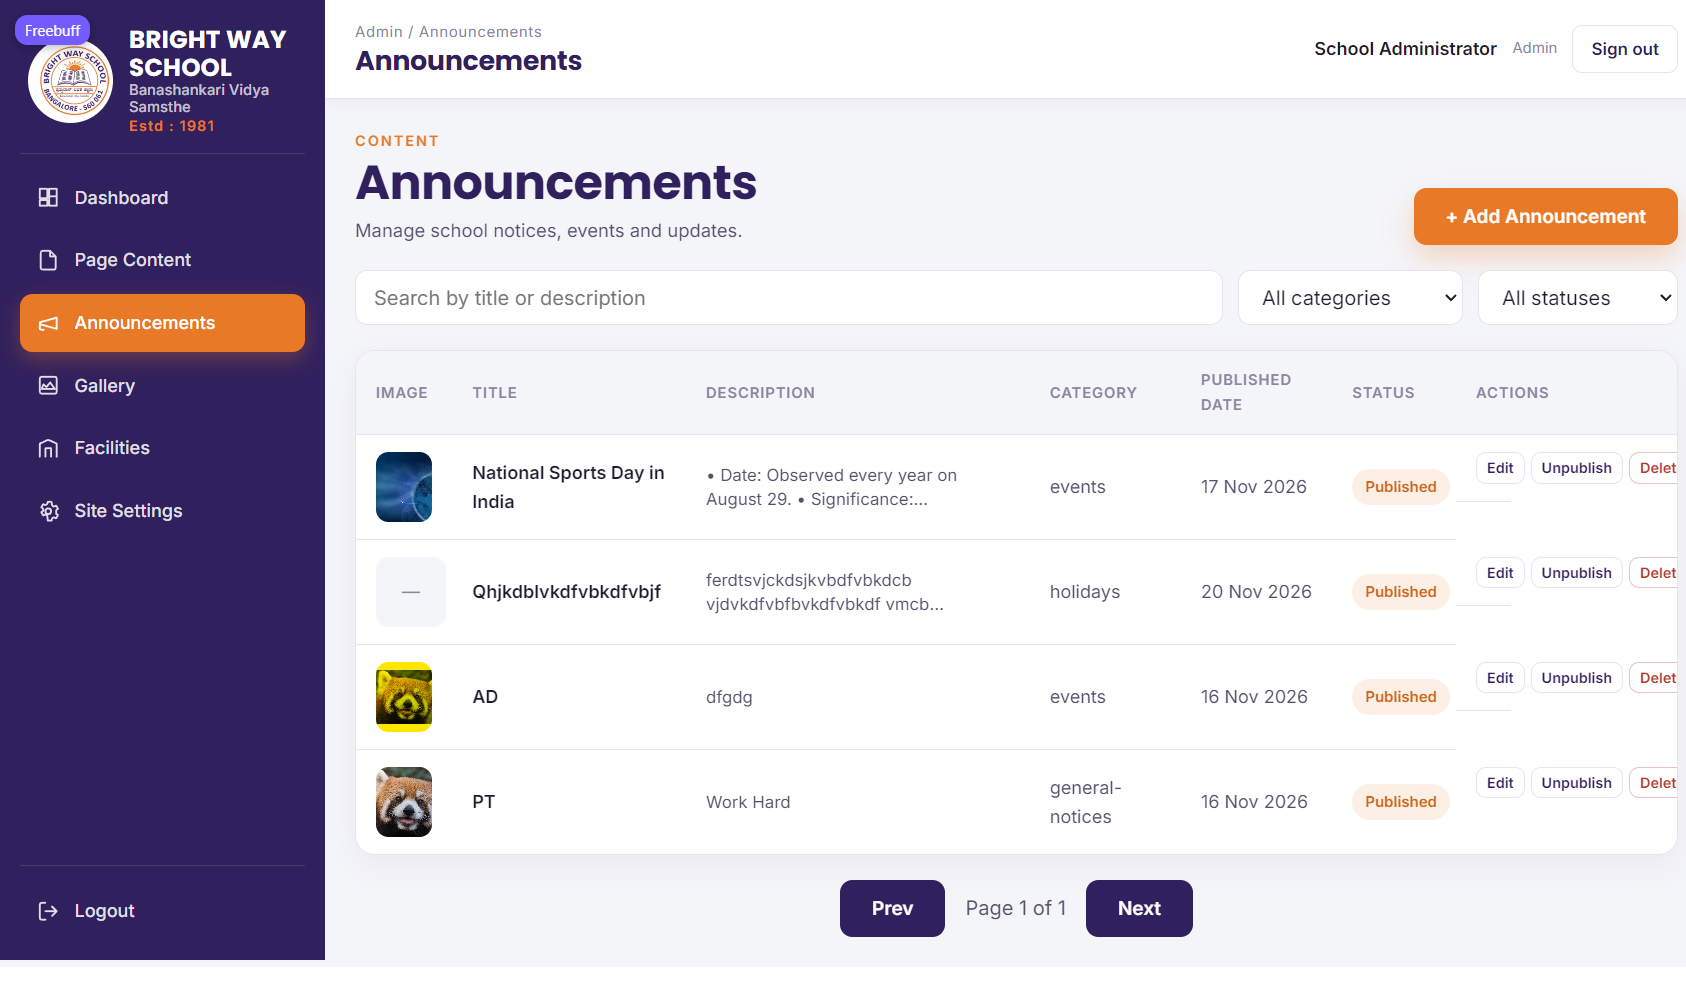 Freebuff
BRIGHT WAY SCHOOL
BANGALORE - 560 061
BRIGHT WAY
SCHOOL
Banashankari Vidya
Samsthe
Estd : 1981
Dashboard
Page Content
Announcements
Gallery
Facilities
Site Settings
Logout
Admin / Announcements
Announcements
School Administrator Admin Sign out
CONTENT
Announcements
Manage school notices, events and updates.
+ Add Announcement
Search by title or description All categories All statuses
IMAGE TITLE DESCRIPTION CATEGORY PUBLISHED DATE STATUS ACTIONS
National Sports Day in
India
• Date: Observed every year on
August 29. • Significance:...
events 17 Nov 2026 Published Edit Unpublish Delet
— Qhjkdblvkdfvbkdfvbjf
ferdtsvjckdsjkvbdfvbkdcb
vjdvkdfvbfbvkdfvbkdf vmcb...
holidays 20 Nov 2026 Published Edit Unpublish Delet
AD dfgdg events 16 Nov 2026 Published Edit Unpublish Delet
PT Work Hard
general-
notices
16 Nov 2026 Published Edit Unpublish Delet
Prev Page 1 of 1 Next